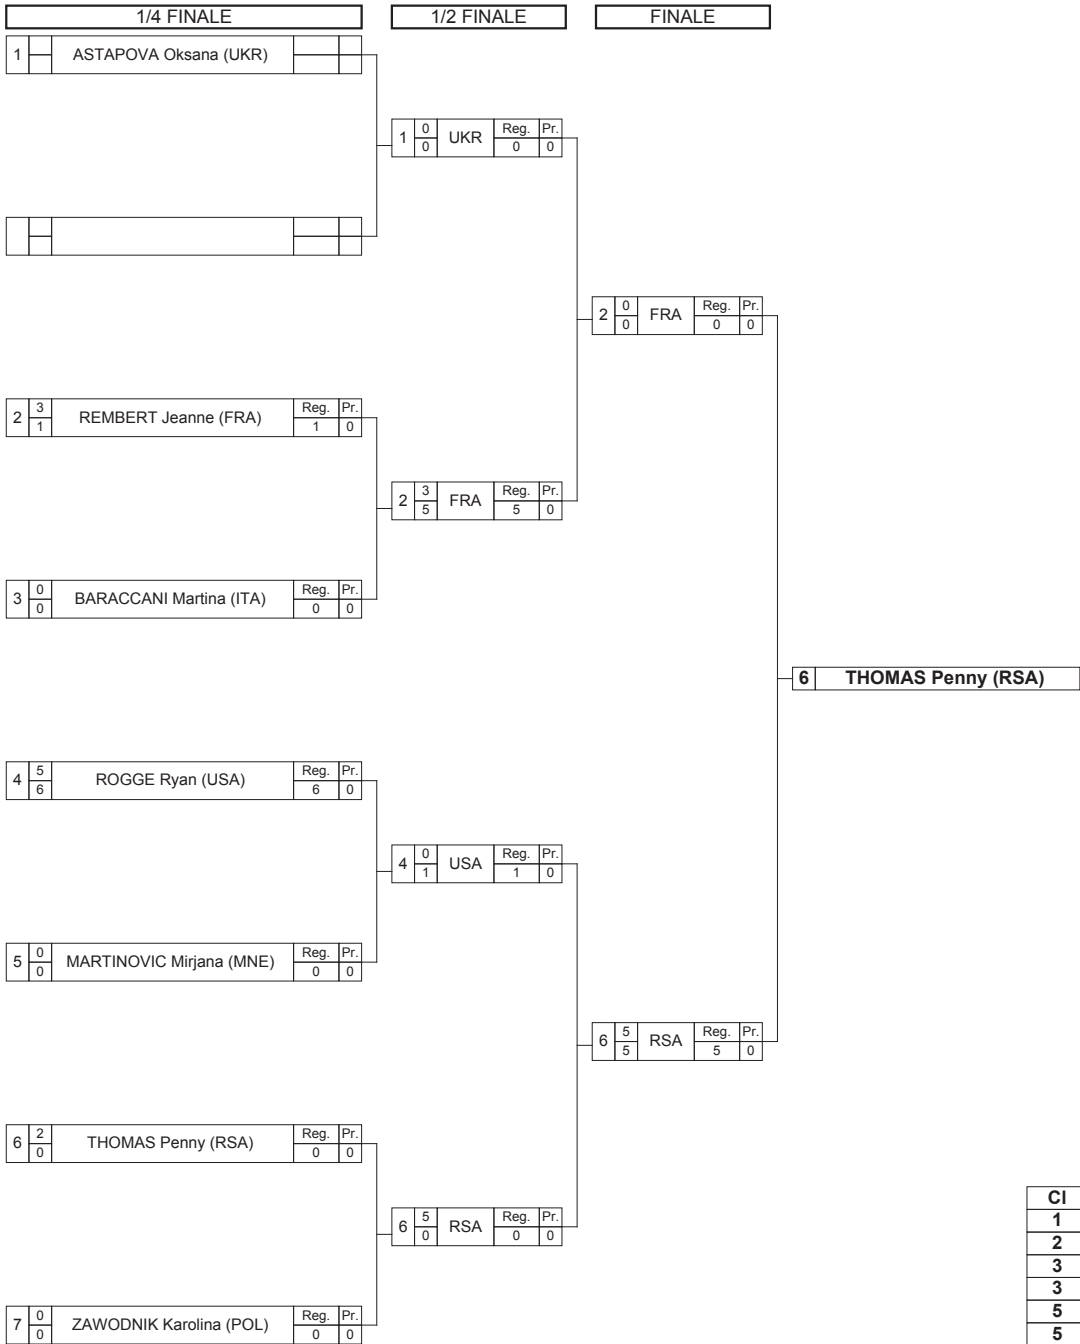 1/4 FINALE 1/2 FINALE FINALE
1 ASTAPOVA Oksana (UKR)
1 0 0 UKR Reg. Pr. 0 0
2 0 0 FRA Reg. Pr. 0 0
2 3 1 REMBERT Jeanne (FRA) Reg. Pr. 1 0
2 3 5 FRA Reg. Pr. 5 0
3 0 0 BARACCANI Martina (ITA) Reg. Pr. 0 0
6 THOMAS Penny (RSA)
4 5 6 ROGGE Ryan (USA) Reg. Pr. 6 0
4 0 1 USA Reg. Pr. 1 0
5 0 0 MARTINOVIC Mirjana (MNE) Reg. Pr. 0 0
6 5 5 RSA Reg. Pr. 5 0
6 2 0 THOMAS Penny (RSA) Reg. Pr. 0 0
6 5 0 RSA Reg. Pr. 0 0
7 0 0 ZAWODNIK Karolina (POL) Reg. Pr. 0 0
Cl
1
2
3
3
5
5